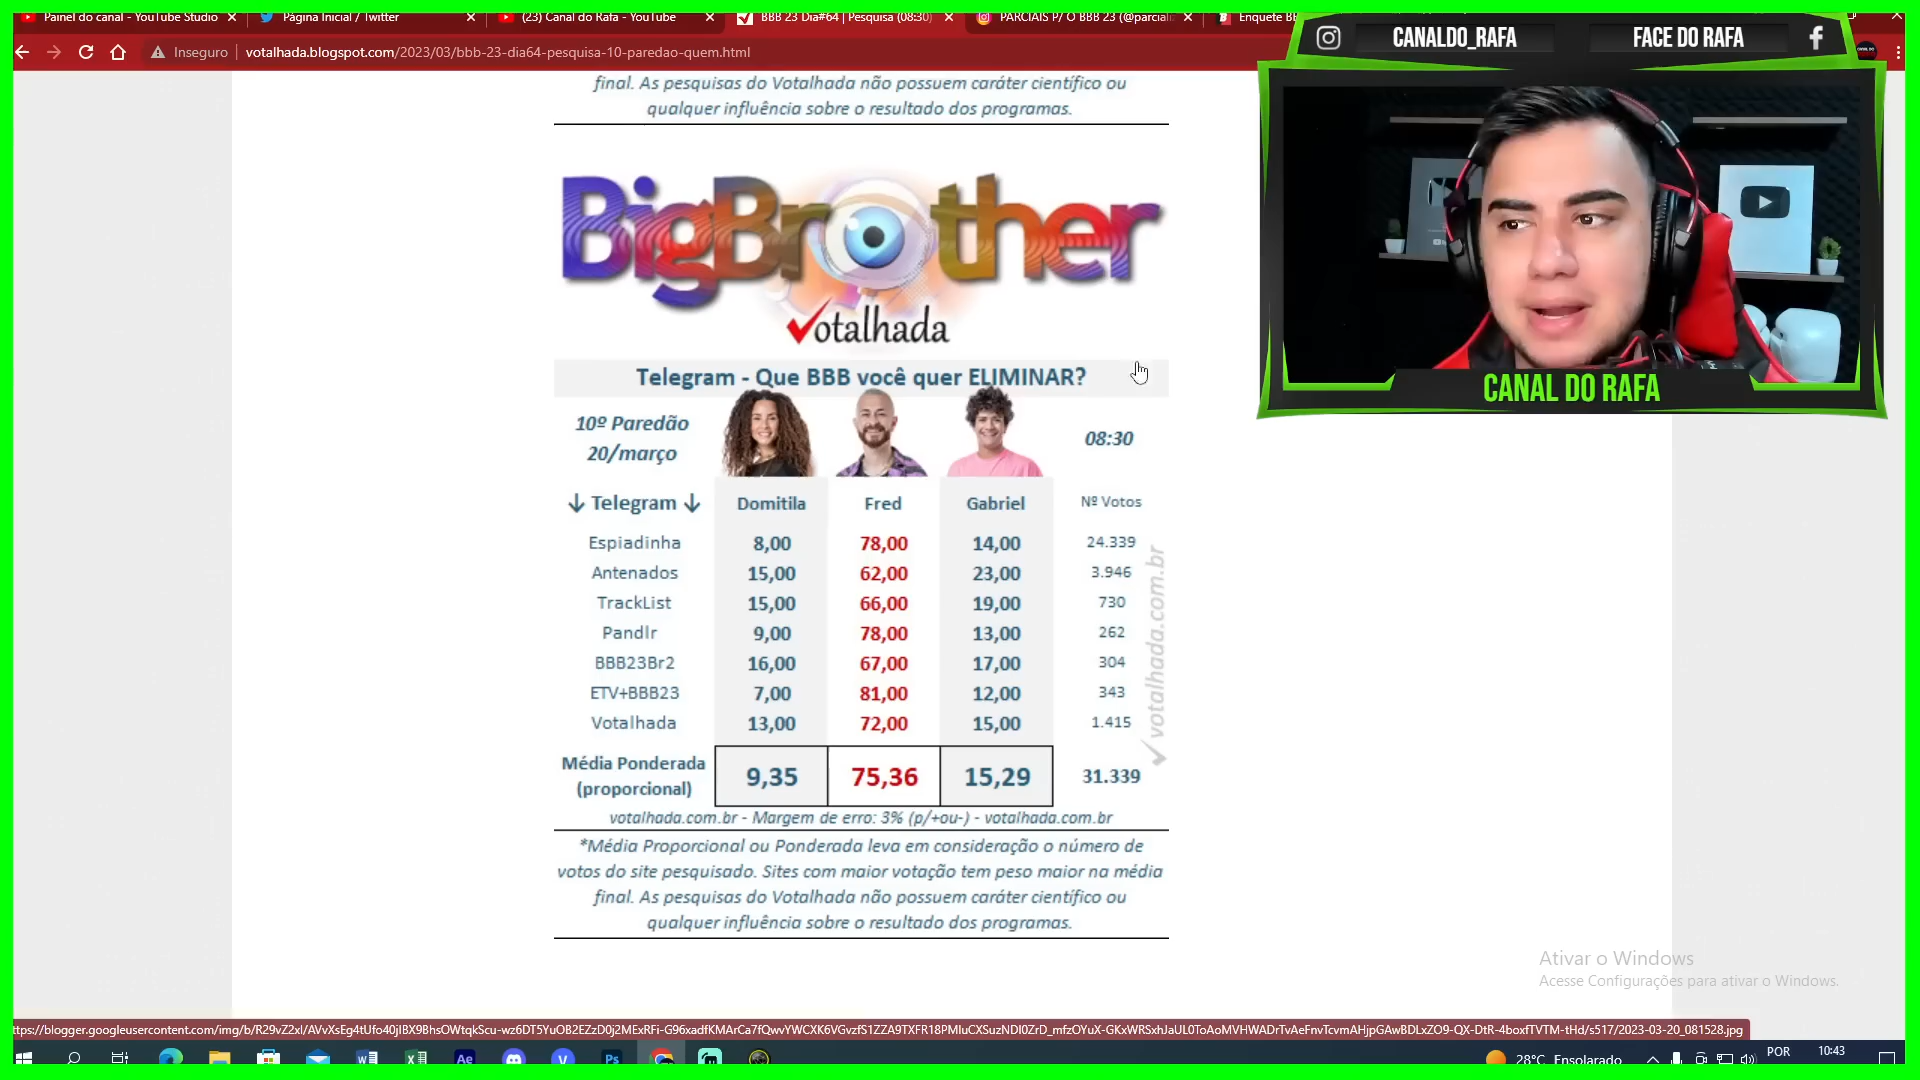 Painel do canal - YouTube Studio
Página Inicial / Twitter
(23) Canal do Rafa - YouTube
BBB 23 Dia#64 | Pesquisa (08:30)
PARCIAIS P/ O BBB 23 (@parcial
Enquete BB
Inseguro
votalhada.blogspot.com/2023/03/bbb-23-dia64-pesquisa-10-paredao-quem.html
CANALDO_RAFA
FACE DO RAFA
CANAL DO RAFA
final. As pesquisas do Votalhada não possuem caráter científico ou
qualquer influência sobre o resultado dos programas.
BigBrother
Votalhada
Telegram - Que BBB você quer ELIMINAR?
10º Paredão
20/março
08:30
↓ Telegram ↓ Domitila Fred Gabriel Nº Votos
Espiadinha 8,00 78,00 14,00 24.339
Antenados 15,00 62,00 23,00 3.946
TrackList 15,00 66,00 19,00 730
Pandlr 9,00 78,00 13,00 262
BBB23Br2 16,00 67,00 17,00 304
ETV+BBB23 7,00 81,00 12,00 343
Votalhada 13,00 72,00 15,00 1.415
Média Ponderada
(proporcional)
9,35 75,36 15,29 31.339
votalhada.com.br
votalhada.com.br - Margem de erro: 3% (p/+ou-) - votalhada.com.br
*Média Proporcional ou Ponderada leva em consideração o número de
votos do site pesquisado. Sites com maior votação tem peso maior na média
final. As pesquisas do Votalhada não possuem caráter científico ou
qualquer influência sobre o resultado dos programas.
Ativar o Windows
Acesse Configurações para ativar o Windows.
28°C Ensolarado
POR
10:43